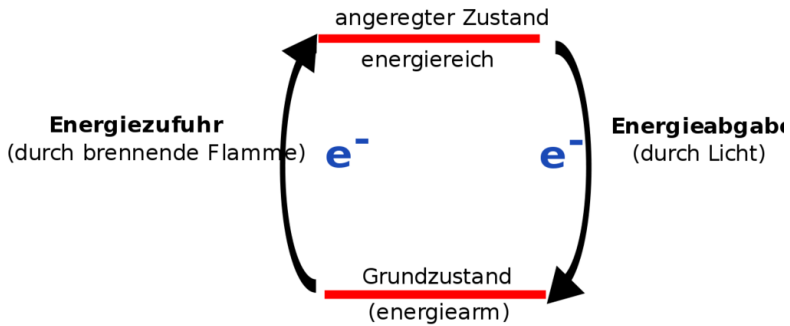 angeregter Zustand
energiereich
Energiezufuhr
(durch brennende Flamme)
e-
e-
Energieabgabe
(durch Licht)
Grundzustand
(energiearm)